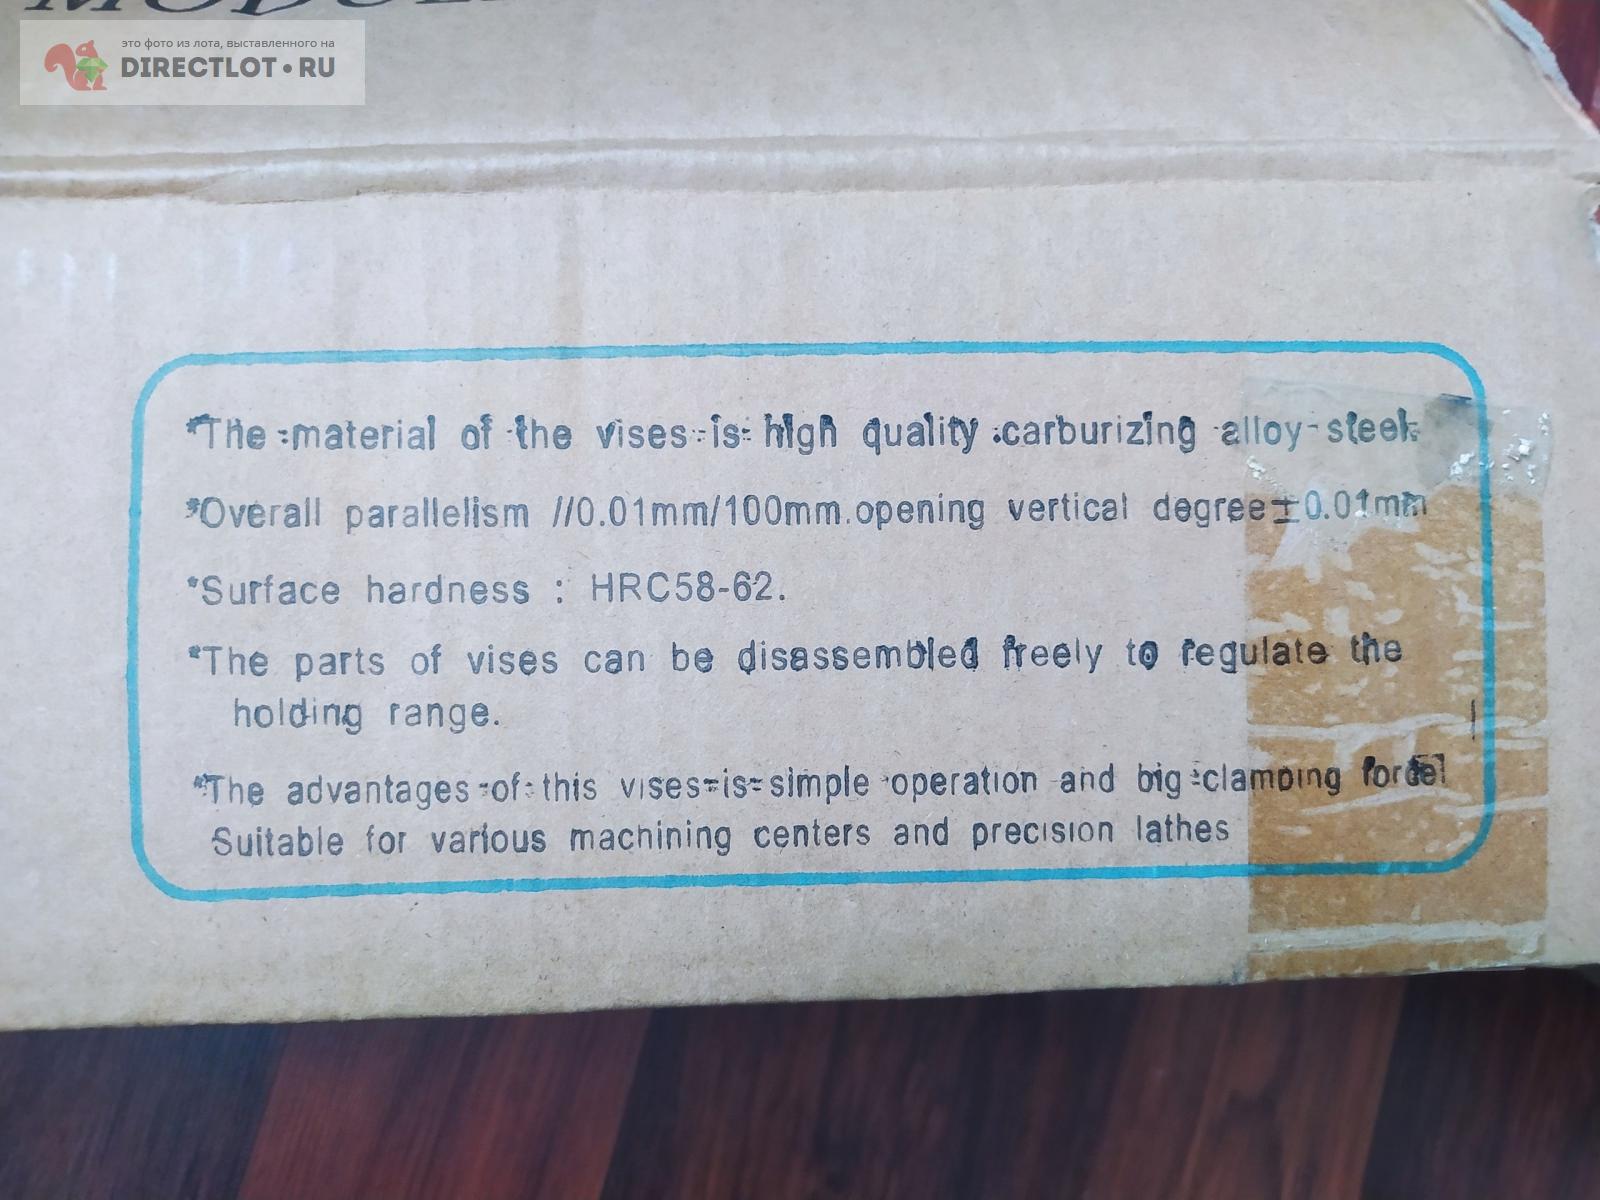 это фото из лота, выставленного на
DIRECTLOT•RU
*The material of the vises is high quality carburizing alloy steel
*Overall parallelism //0.01mm/100mm.opening vertical degree±0.01mm
*Surface hardness : HRC58-62.
*The parts of vises can be disassembled freely to regulate the
holding range.
*The advantages of this vises is simple operation and big clamping force
Suitable for various machining centers and precision lathes